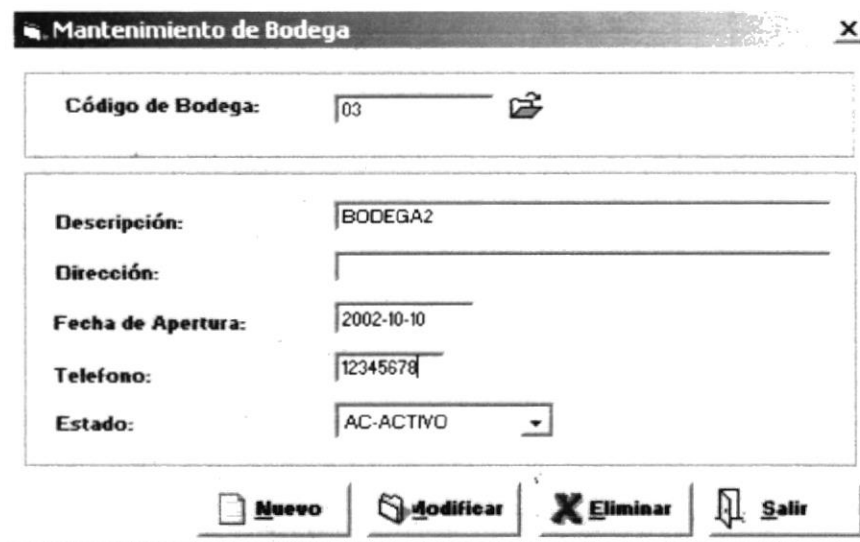 Mantenimiento de Bodega
Código de Bodega: 03
Descripción: BODEGA2
Dirección:
Fecha de Apertura: 2002-10-10
Telefono: 12345678
Estado: AC-ACTIVO
Nuevo Modificar Eliminar Salir